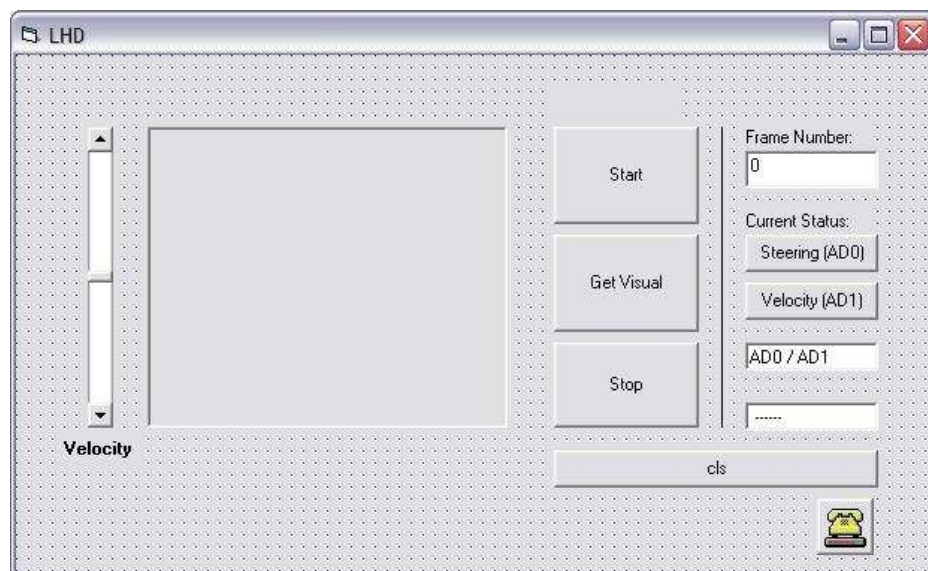 LHD
Start
Get Visual
Stop
Frame Number:
0
Current Status:
Steering (AD0)
Velocity (AD1)
AD0 / AD1
------
Velocity
cls